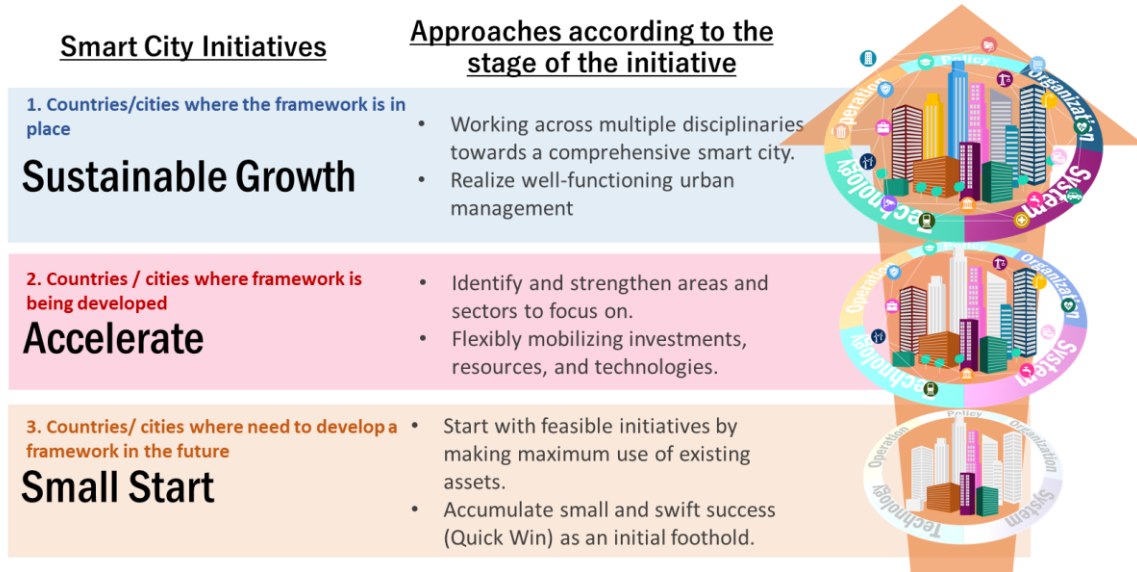 Smart City Initiatives
Approaches according to the
stage of the initiative
1. Countries/cities where the framework is in
place
Sustainable Growth
• Working across multiple disciplinaries
towards a comprehensive smart city.
• Realize well-functioning urban
management
Policy
Organization
System
Technology
Operation
2. Countries / cities where framework is
being developed
Accelerate
• Identify and strengthen areas and
sectors to focus on.
• Flexibly mobilizing investments,
resources, and technologies.
Policy
Organization
System
Technology
Operation
3. Countries/ cities where need to develop a
framework in the future
Small Start
• Start with feasible initiatives by
making maximum use of existing
assets.
• Accumulate small and swift success
(Quick Win) as an initial foothold.
Policy
Organization
System
Technology
Operation